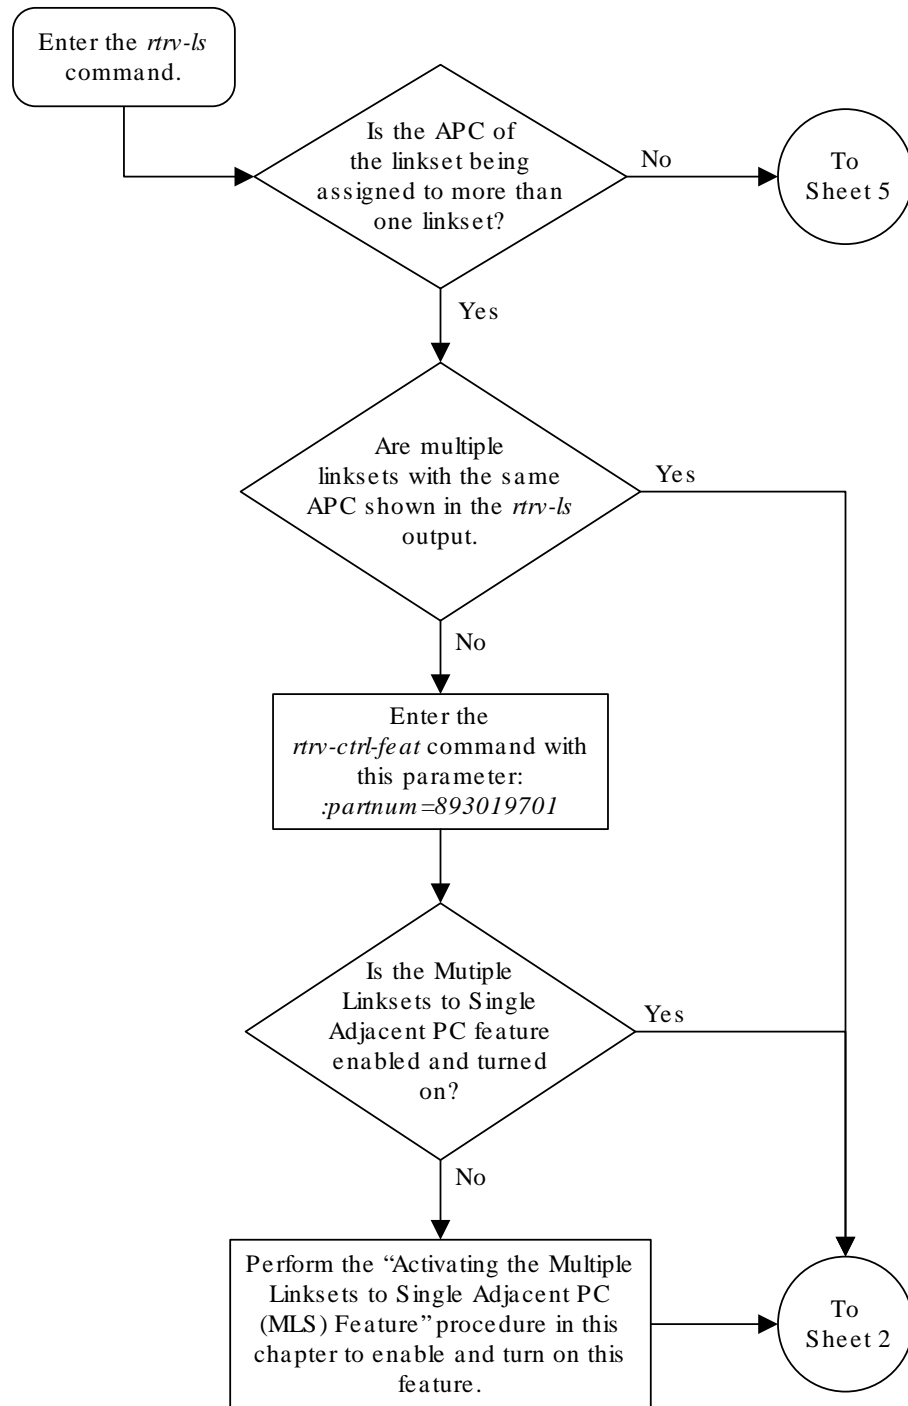 Enter the rtrv-ls
command.
Is the APC of
the linkset being
assigned to more than
one linkset?
No
To
Sheet 5
Yes
Are multiple
linksets with the same
APC shown in the rtrv-ls
output.
Yes
No
Enter the
rtrv-ctrl-feat command with
this parameter:
:partnum=893019701
Is the Mutiple
Linksets to Single
Adjacent PC feature
enabled and turned
on?
Yes
No
Perform the “Activating the Multiple
Linksets to Single Adjacent PC
(MLS) Feature” procedure in this
chapter to enable and turn on this
feature.
To
Sheet 2